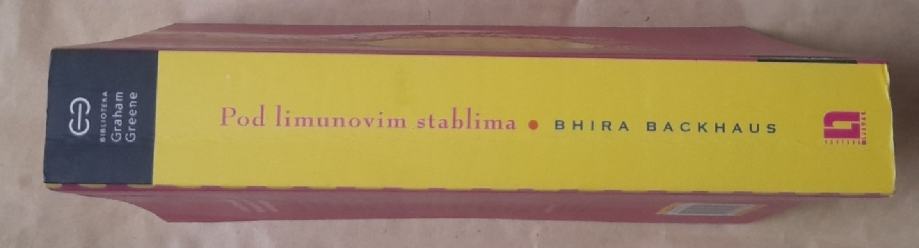 BIBLIOTEKA
Graham
Greene
Pod limunovim stablima • BHIRA BACKHAUS